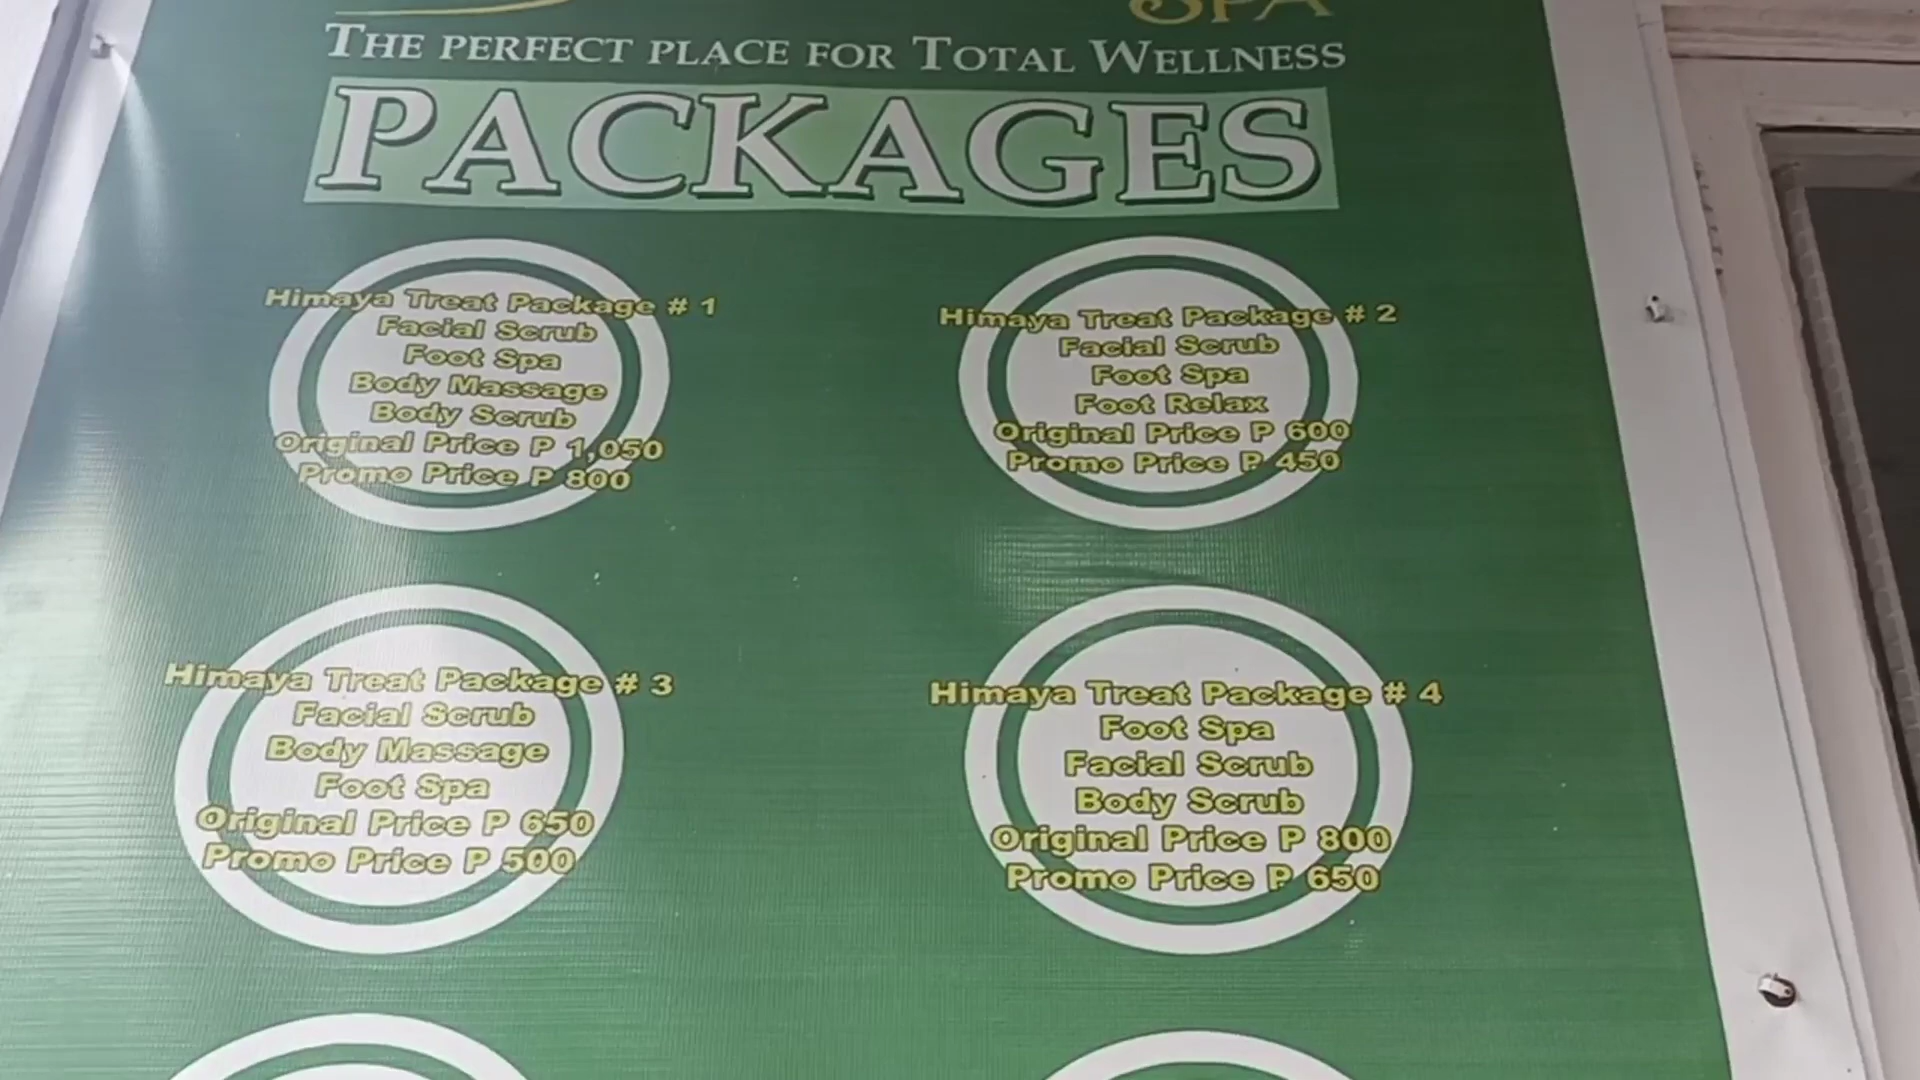 SPA
THE PERFECT PLACE FOR TOTAL WELLNESS
PACKAGES
Himaya Treat Package # 1
Facial Scrub
Foot Spa
Body Massage
Body Scrub
Original Price P 1,050
Promo Price P 800
Himaya Treat Package # 2
Facial Scrub
Foot Spa
Foot Relax
Original Price P 600
Promo Price P 450
Himaya Treat Package # 3
Facial Scrub
Body Massage
Foot Spa
Original Price P 650
Promo Price P 500
Himaya Treat Package # 4
Foot Spa
Facial Scrub
Body Scrub
Original Price P 800
Promo Price P 650